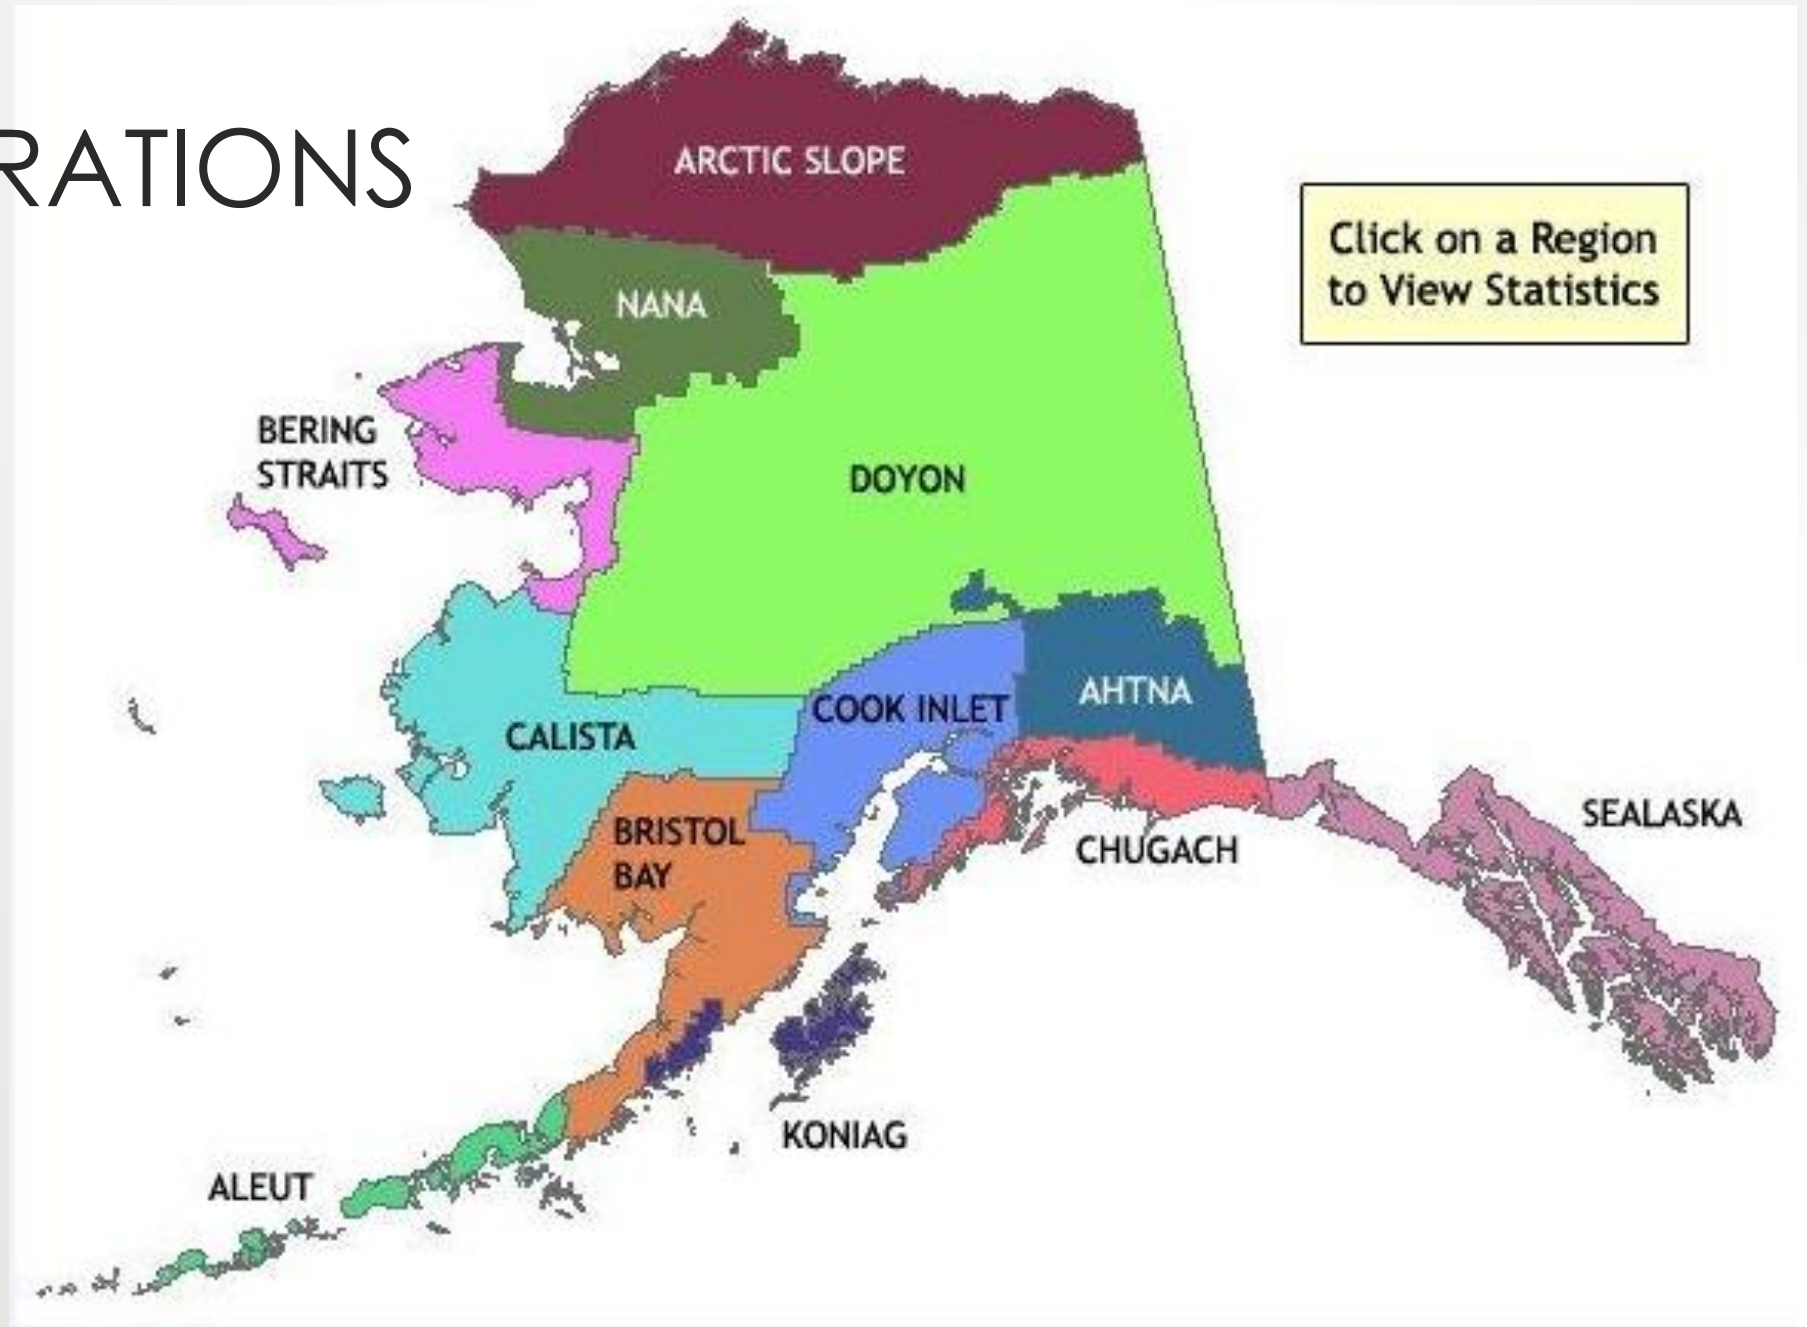 RATIONS
ARCTIC SLOPE
Click on a Region
to View Statistics
NANA
BERING
STRAITS
DOYON
AHTNA
COOK INLET
CALISTA
SEALASKA
BRISTOL
BAY
CHUGACH
KONIAG
ALEUT